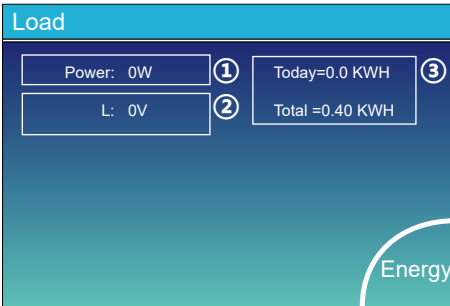 Load
Power: 0W ①
L: 0V ②
Today=0.0 KWH ③
Total =0.40 KWH
Energy